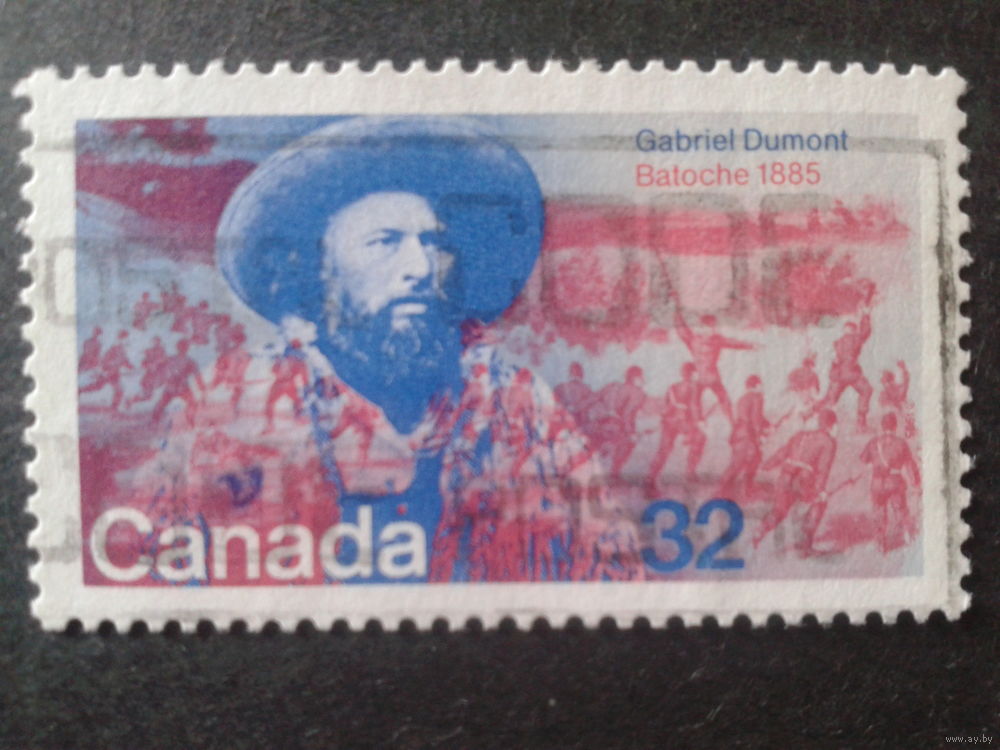 Gabriel Dumont
Batoche 1885
Canada
32
www.ay.by